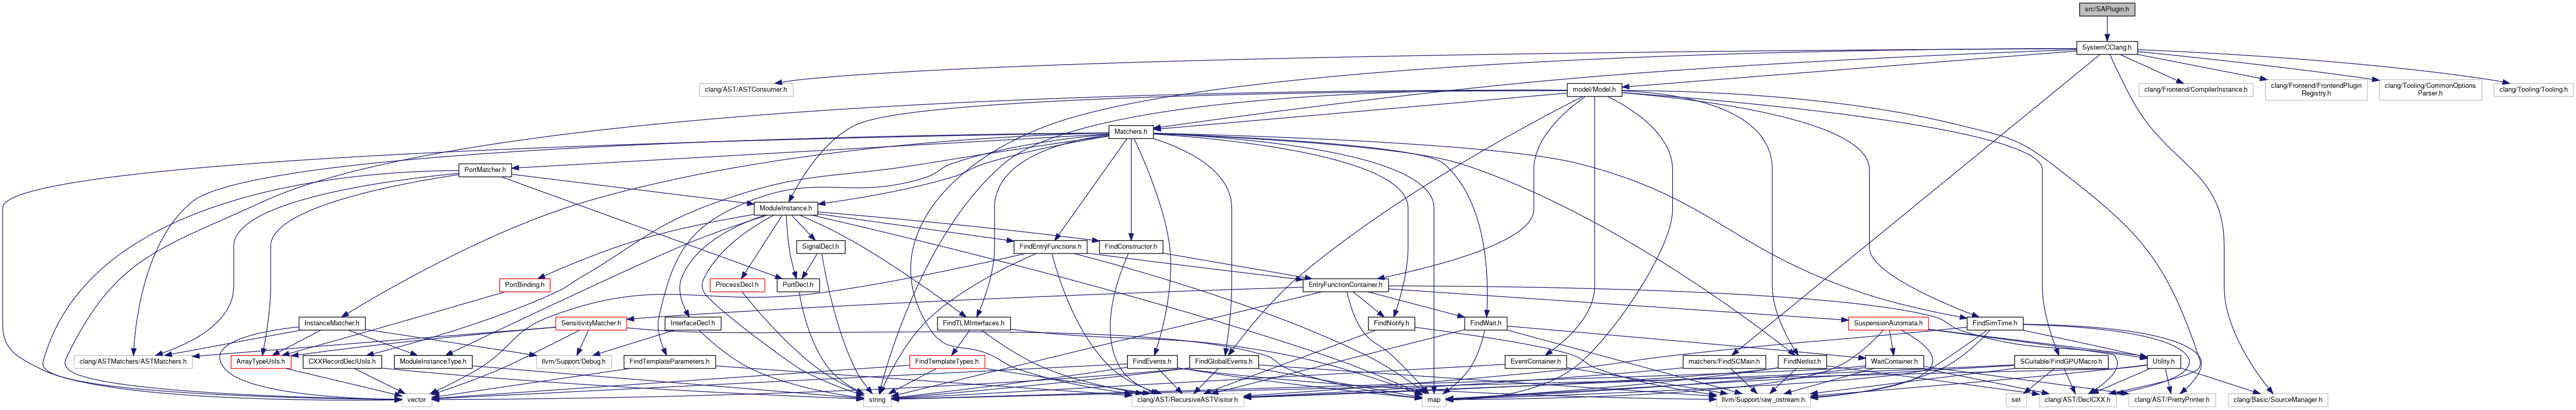 src/SAPlugin.h
SystemCClang.h
clang/AST/ASTConsumer.h
model/Model.h
clang/Frontend/CompilerInstance.h
clang/Frontend/FrontendPlugin
Registry.h
clang/Tooling/CommonOptions
Parser.h
clang/Tooling/Tooling.h
Matchers.h
PortMatcher.h
ModuleInstance.h
SignalDecl.h
FindEntryFunctions.h
FindConstructor.h
PortBinding.h
ProcessDecl.h
PortDecl.h
EntryFunctionContainer.h
InstanceMatcher.h
SensitivityMatcher.h
InterfaceDecl.h
FindTLMInterfaces.h
FindNotify.h
FindWait.h
SuspensionAutomata.h
FindSimTime.h
clang/ASTMatchers/ASTMatchers.h
ArrayTypeUtils.h
CXXRecordDeclUtils.h
ModuleInstanceType.h
llvm/Support/Debug.h
FindTemplateParameters.h
FindTemplateTypes.h
FindEvents.h
FindGlobalEvents.h
EventContainer.h
matchers/FindSCMain.h
FindNetlist.h
WaitContainer.h
SCuitable/FindGPUMacro.h
Utility.h
vector
string
clang/AST/RecursiveASTVisitor.h
map
llvm/Support/raw_ostream.h
set
clang/AST/DeclCXX.h
clang/AST/PrettyPrinter.h
clang/Basic/SourceManager.h